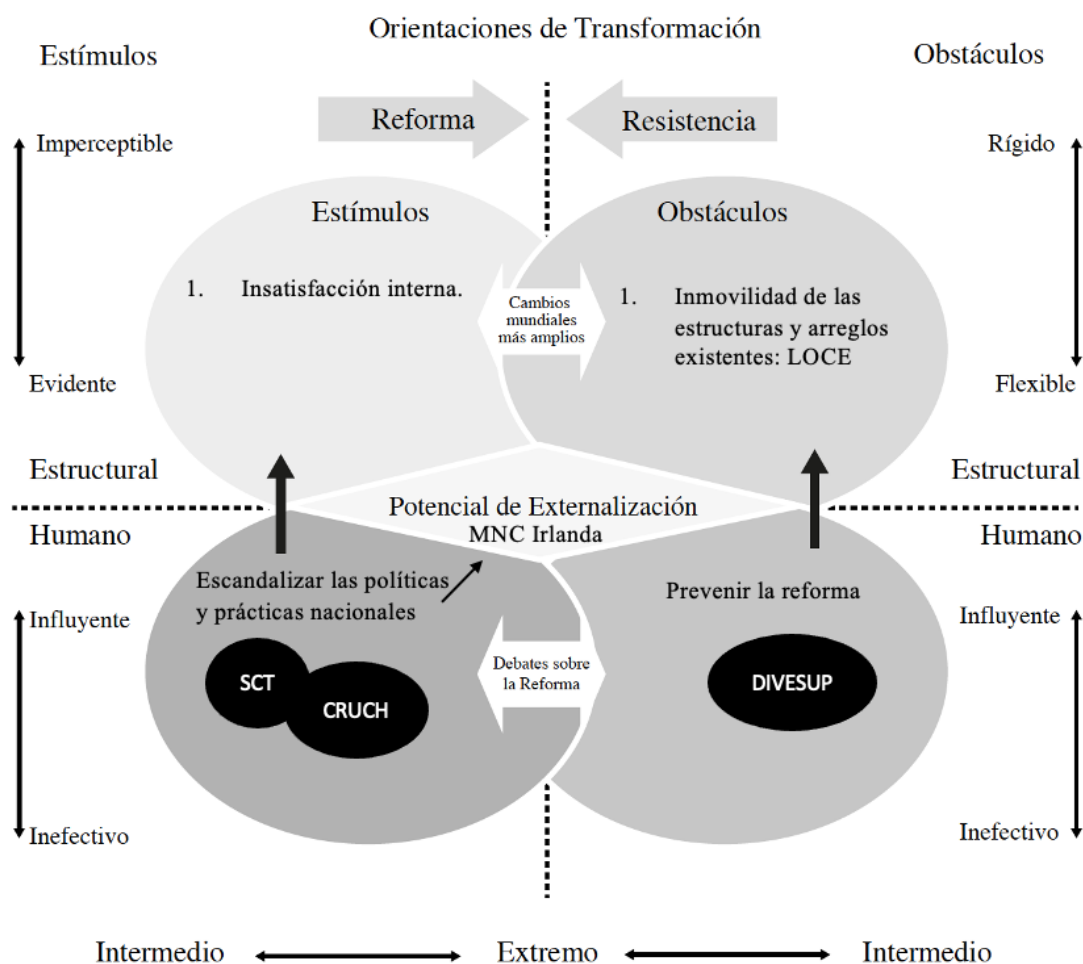 Orientaciones de Transformación
Estímulos
Obstáculos
Reforma
Resistencia
Imperceptible
Rígido
Estímulos
Obstáculos
1. Insatisfacción interna.
Cambios
mundiales
más amplios
1. Inmovilidad de las
estructuras y arreglos
existentes: LOCE
Evidente
Flexible
Estructural
Estructural
Potencial de Externalización
MNC Irlanda
Humano
Humano
Escandalizar las políticas
y prácticas nacionales
Prevenir la reforma
Influyente
Influyente
Debates sobre
la Reforma
SCT
CRUCH
DIVESUP
Inefectivo
Inefectivo
Intermedio
Extremo
Intermedio